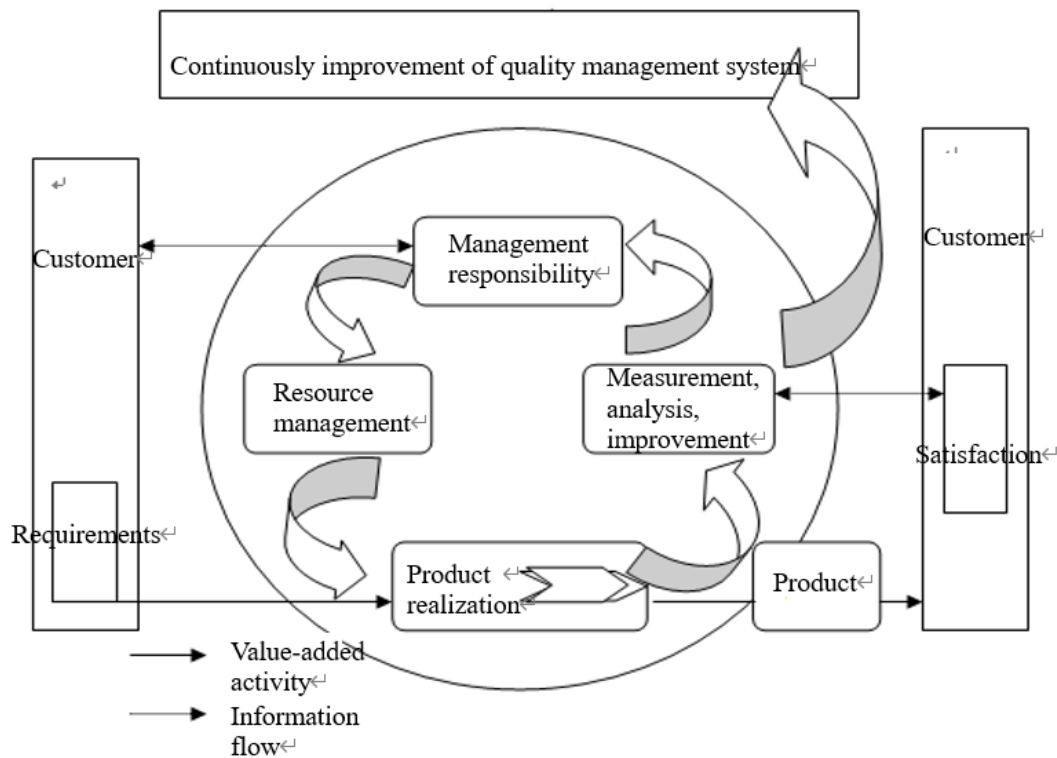 Continuously improvement of quality management system
Customer
Management
responsibility
Customer
Resource
management
Measurement,
analysis,
improvement
Satisfaction
Requirements
Product
realization
Product
Value-added
activity
Information
flow